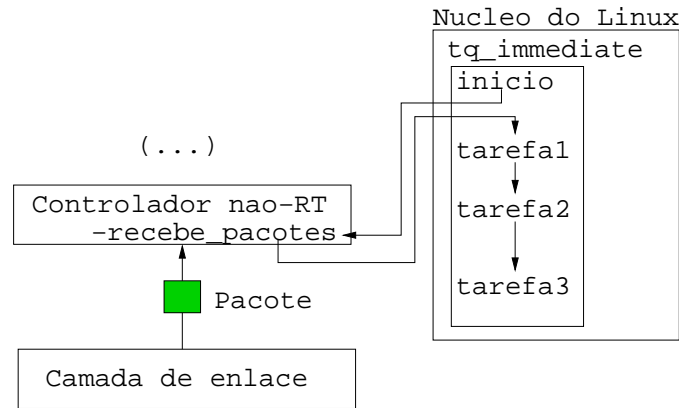 Nucleo do Linux
tq_immediate
inicio
(...)
tarefa1
Controlador nao-RT
tarefa2
-recebe_pacotes
tarefa3
Pacote
Camada de enlace